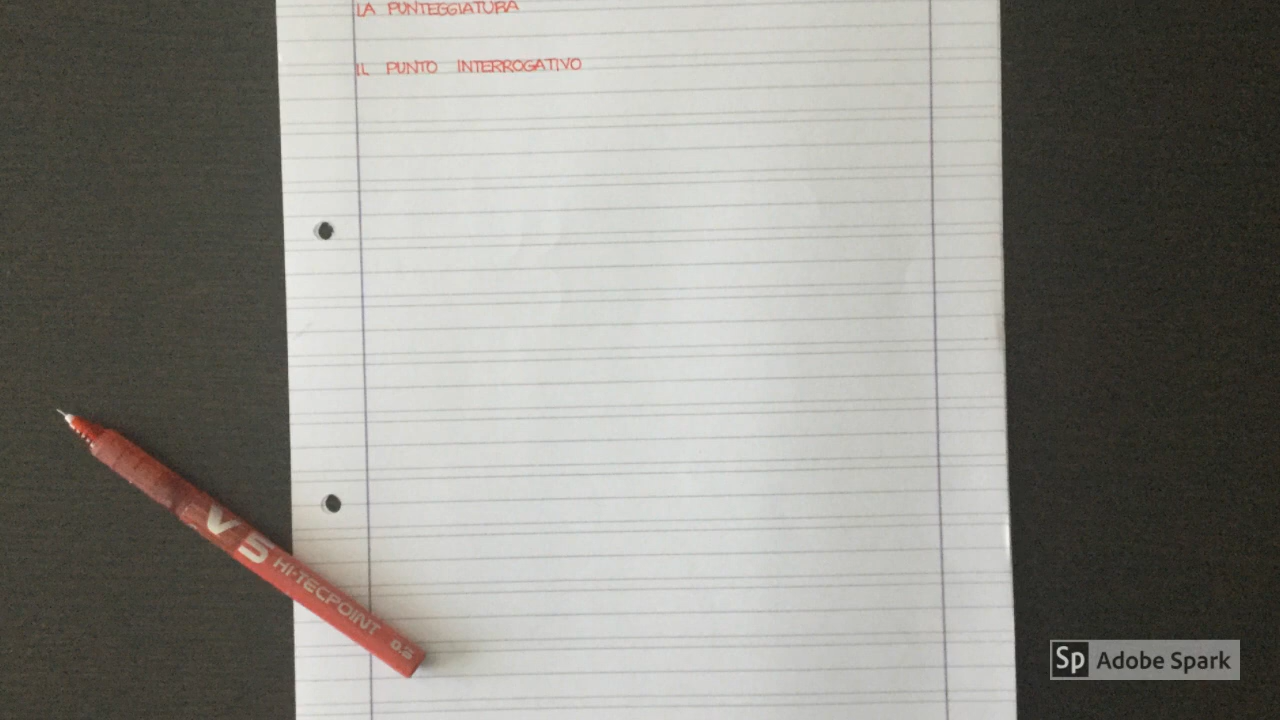 LA PUNTEGGIATURA
IL PUNTO INTERROGATIVO
V5 HI-TECPOINT 0.5
Sp Adobe Spark